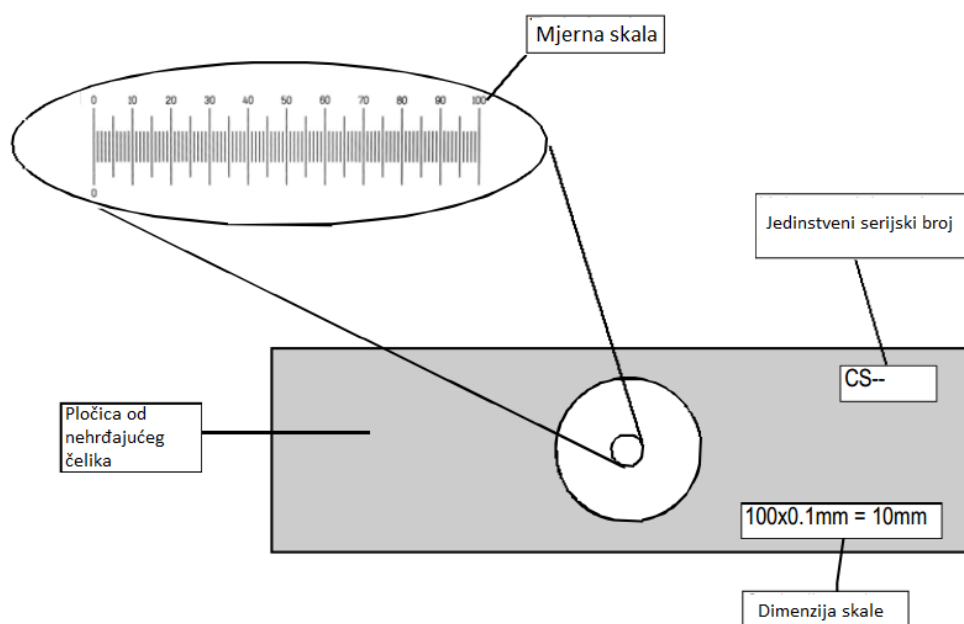 Mjerna skala
0 10 20 30 40 50 60 70 80 90 100
0
Jedinstveni serijski broj
CS--
Pločica od
nehrđajućeg
čelika
100x0.1mm = 10mm
Dimenzija skale